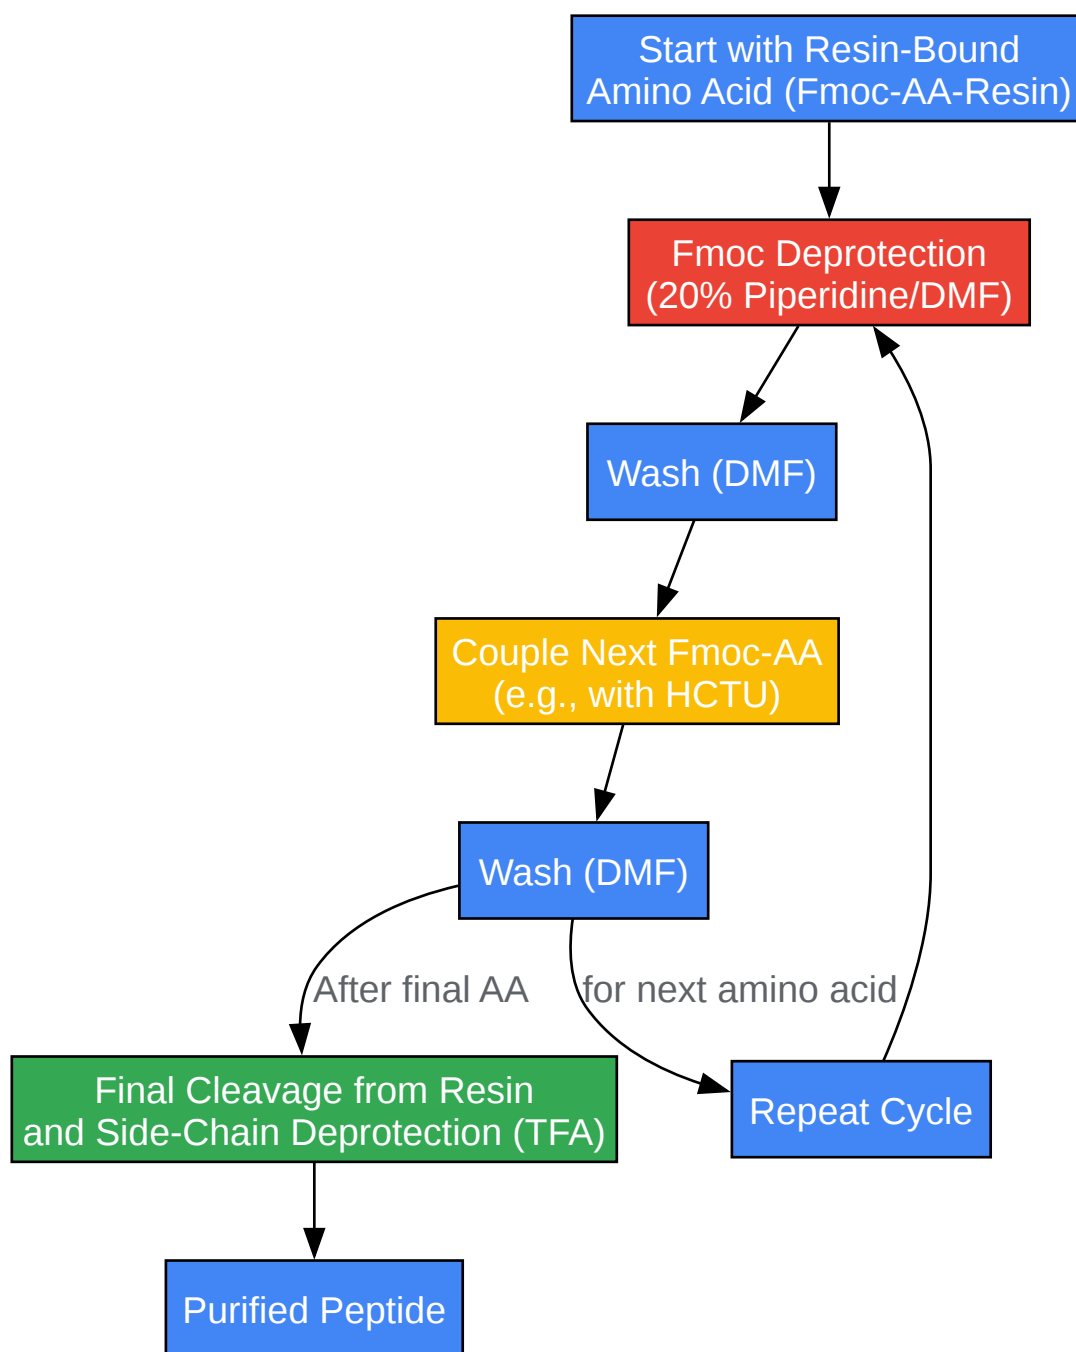 Start with Resin-Bound
Amino Acid (Fmoc-AA-Resin)
Fmoc Deprotection
(20% Piperidine/DMF)
Wash (DMF)
Couple Next Fmoc-AA
(e.g., with HCTU)
Wash (DMF)
After final AA
for next amino acid
Final Cleavage from Resin
and Side-Chain Deprotection (TFA)
Repeat Cycle
Purified Peptide